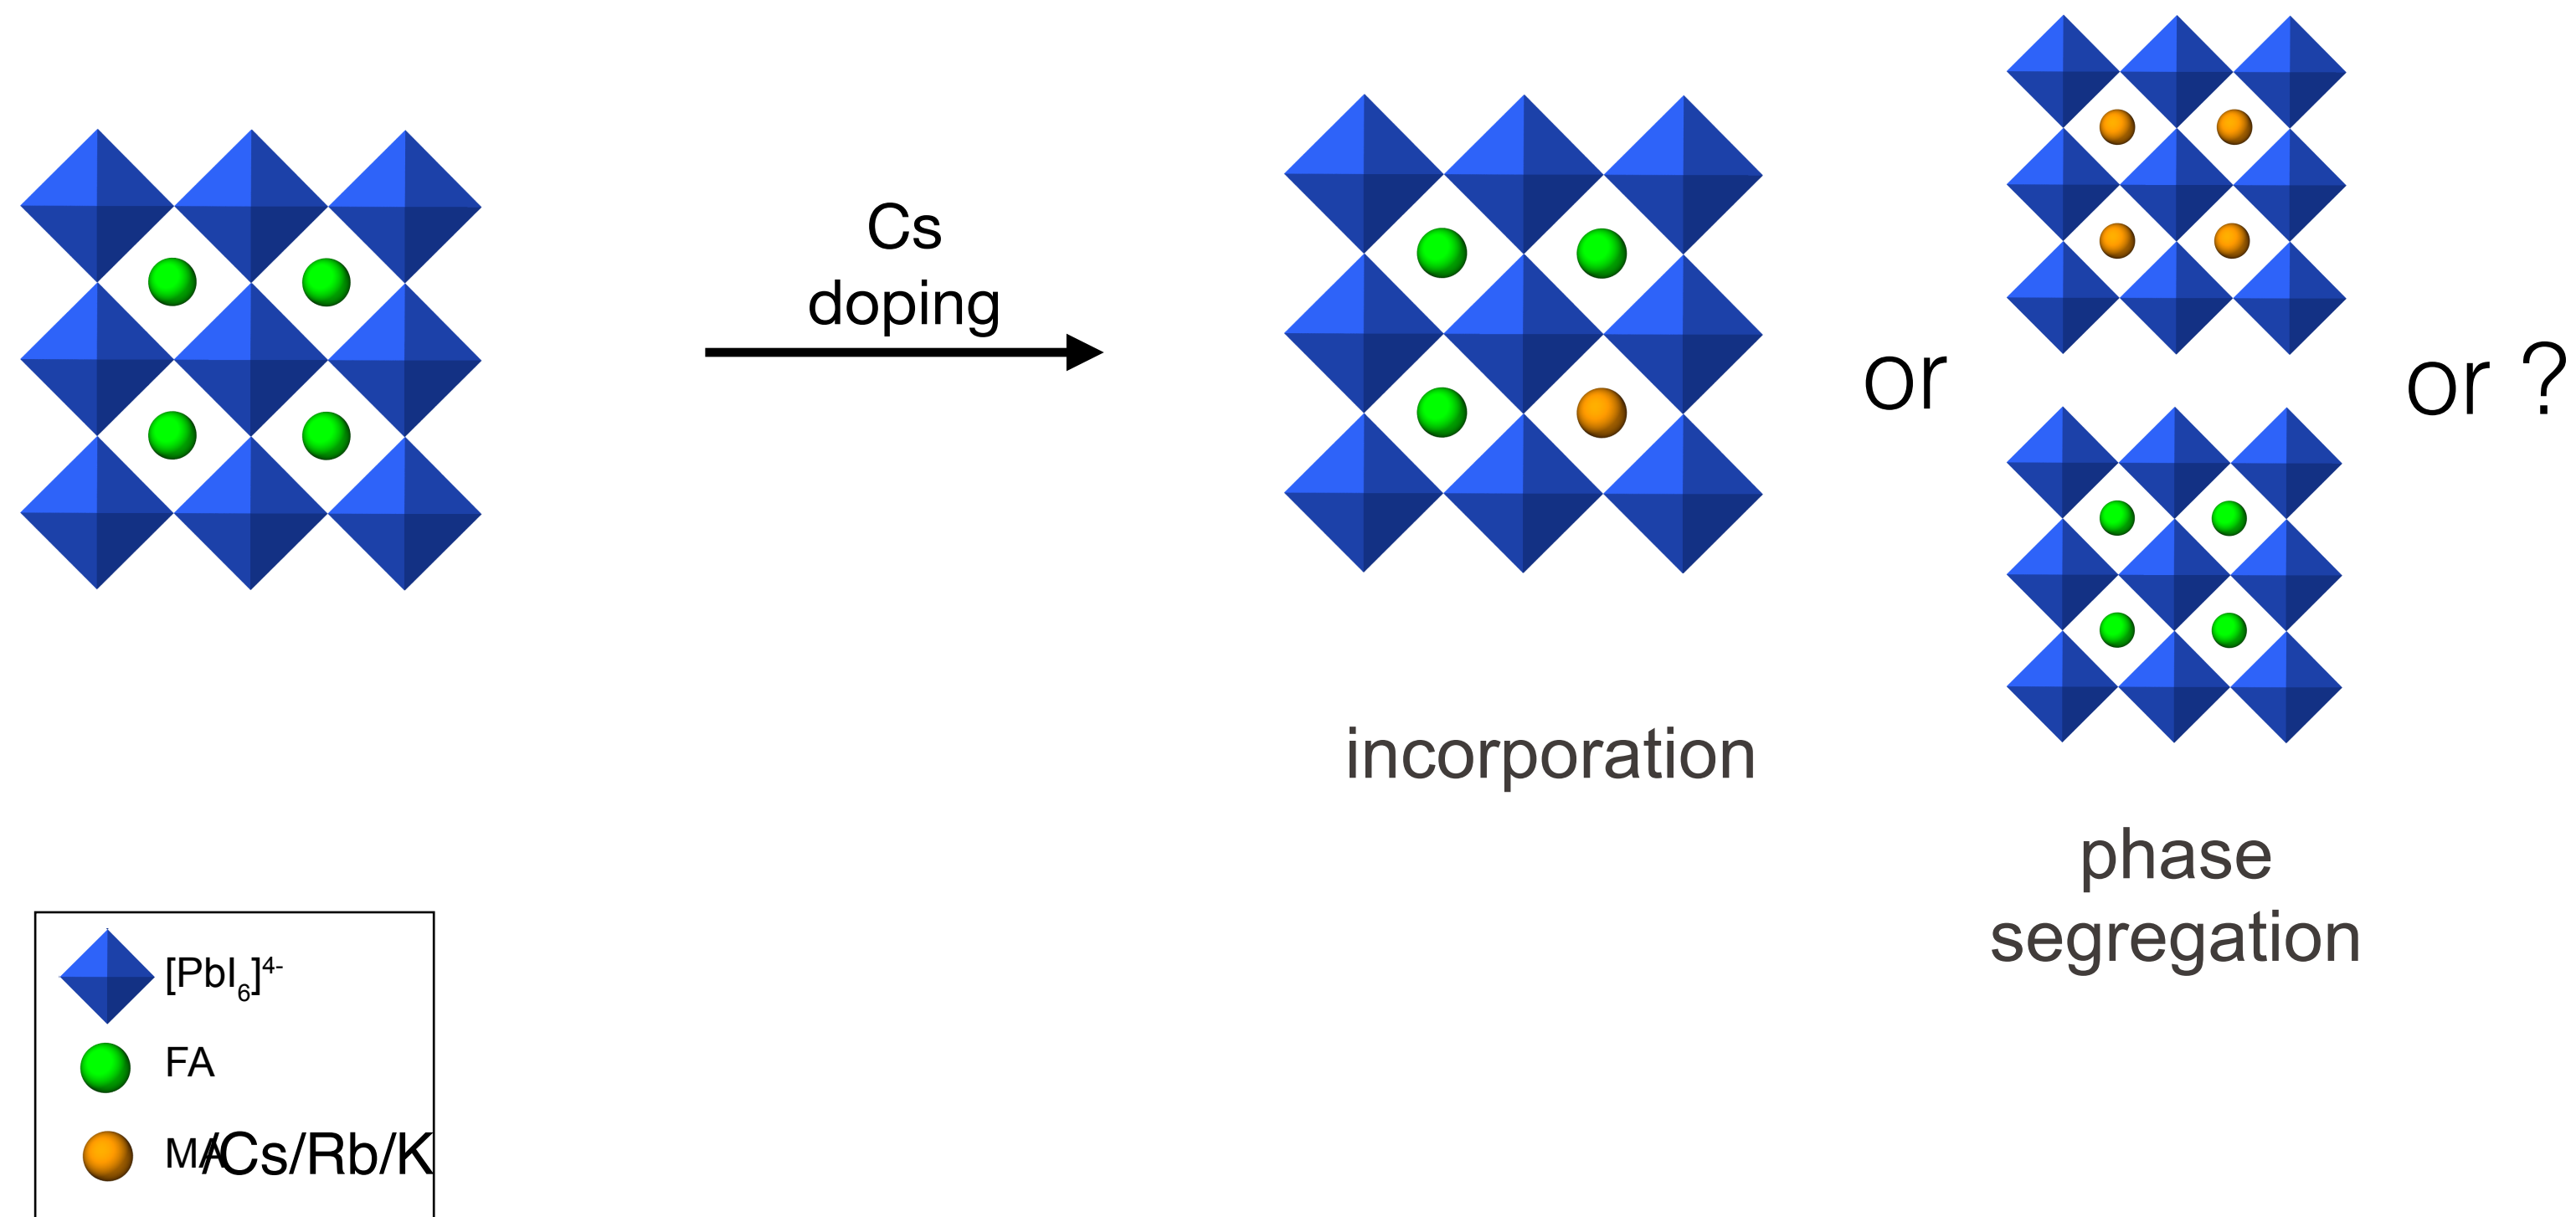 Cs
doping
or
or ?
incorporation
phase
segregation
[PbI6]4-
FA
MA/Cs/Rb/K